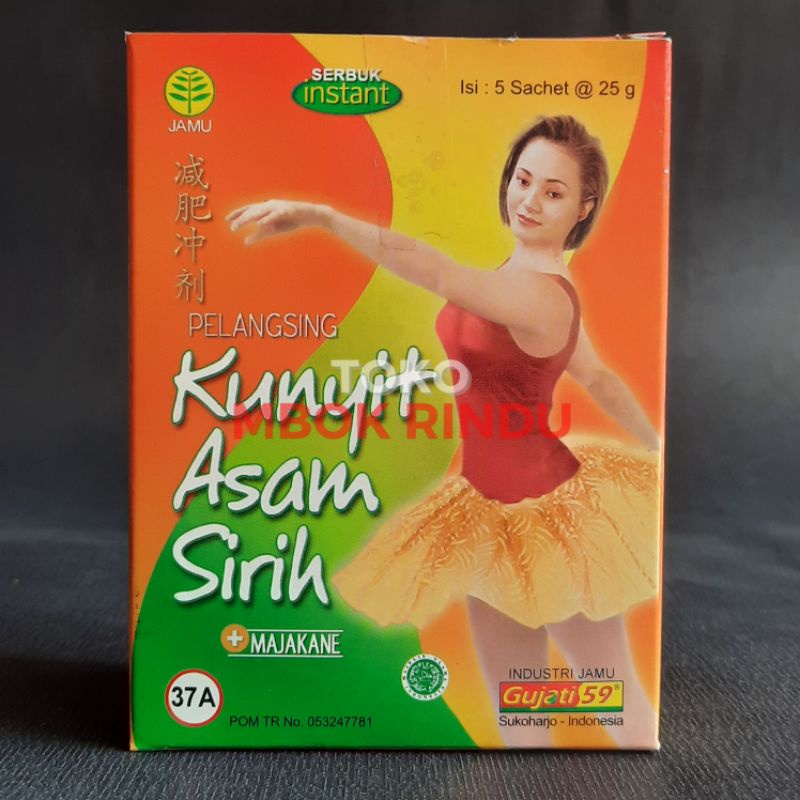 SERBUK
instant
Isi : 5 Sachet @ 25 g
JAMU
减肥冲剂
PELANGSING
Kunyit
Asam
Sirih
+ MAJAKANE
TOKO
MBOK RINDU
37A
POM TR No. 053247781
INDUSTRI JAMU
Gujati 59®
Sukoharjo - Indonesia